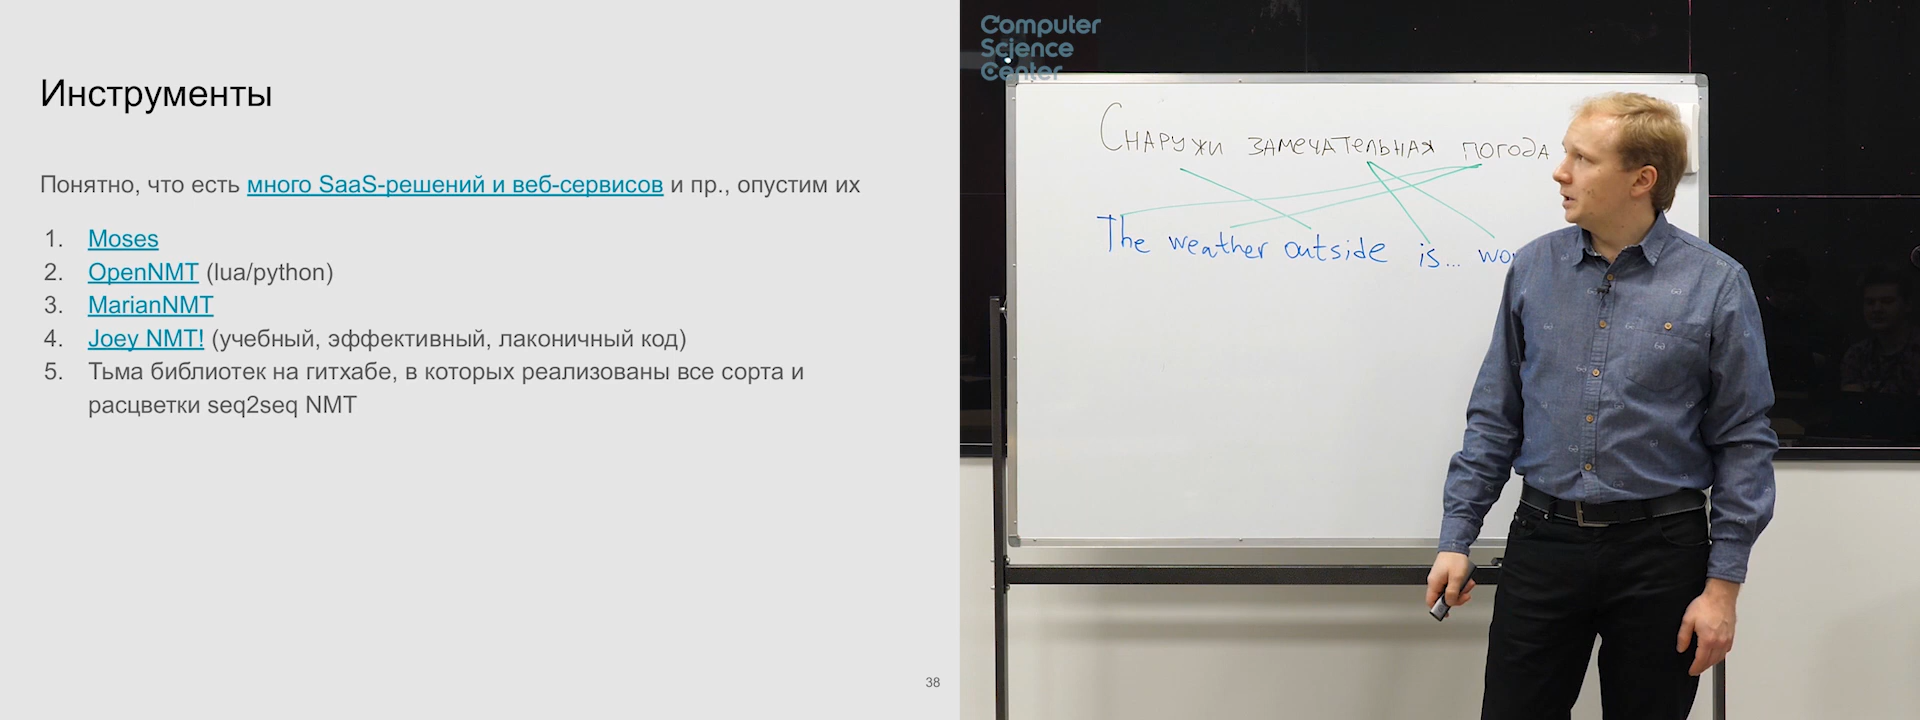 Инструменты
Понятно, что есть много SaaS-решений и веб-сервисов и пр., опустим их
1. Moses
2. OpenNMT (lua/python)
3. MarianNMT
4. Joey NMT! (учебный, эффективный, лаконичный код)
5. Тьма библиотек на гитхабе, в которых реализованы все сорта и
расцветки seq2seq NMT
38
Computer
Science
Center
Снаружи замечательная погода
The weather outside is...